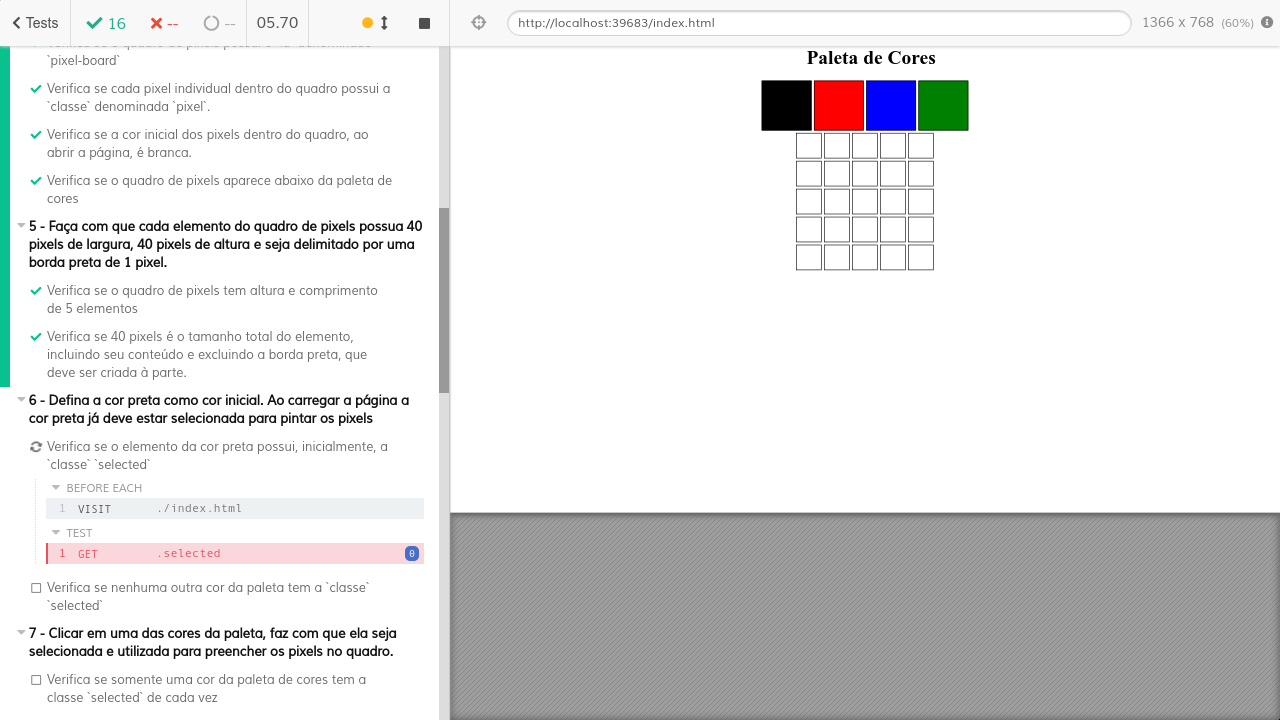 Tests
16
--
--
05.70
http://localhost:39683/index.html
1366 x 768 (60%)
`pixel-board`
Verifica se cada pixel individual dentro do quadro possui a
`classe` denominada `pixel`.
Verifica se a cor inicial dos pixels dentro do quadro, ao
abrir a página, é branca.
Verifica se o quadro de pixels aparece abaixo da paleta de
cores
5 - Faça com que cada elemento do quadro de pixels possua 40
pixels de largura, 40 pixels de altura e seja delimitado por uma
borda preta de 1 pixel.
Verifica se o quadro de pixels tem altura e comprimento
de 5 elementos
Verifica se 40 pixels é o tamanho total do elemento,
incluindo seu conteúdo e excluindo a borda preta, que
deve ser criada à parte.
6 - Defina a cor preta como cor inicial. Ao carregar a página a
cor preta já deve estar selecionada para pintar os pixels
Verifica se o elemento da cor preta possui, inicialmente, a
`classe` `selected`
BEFORE EACH
1 VISIT ./index.html
TEST
1 GET .selected 0
Verifica se nenhuma outra cor da paleta tem a `classe`
`selected`
7 - Clicar em uma das cores da paleta, faz com que ela seja
selecionada e utilizada para preencher os pixels no quadro.
Verifica se somente uma cor da paleta de cores tem a
classe `selected` de cada vez
Paleta de Cores